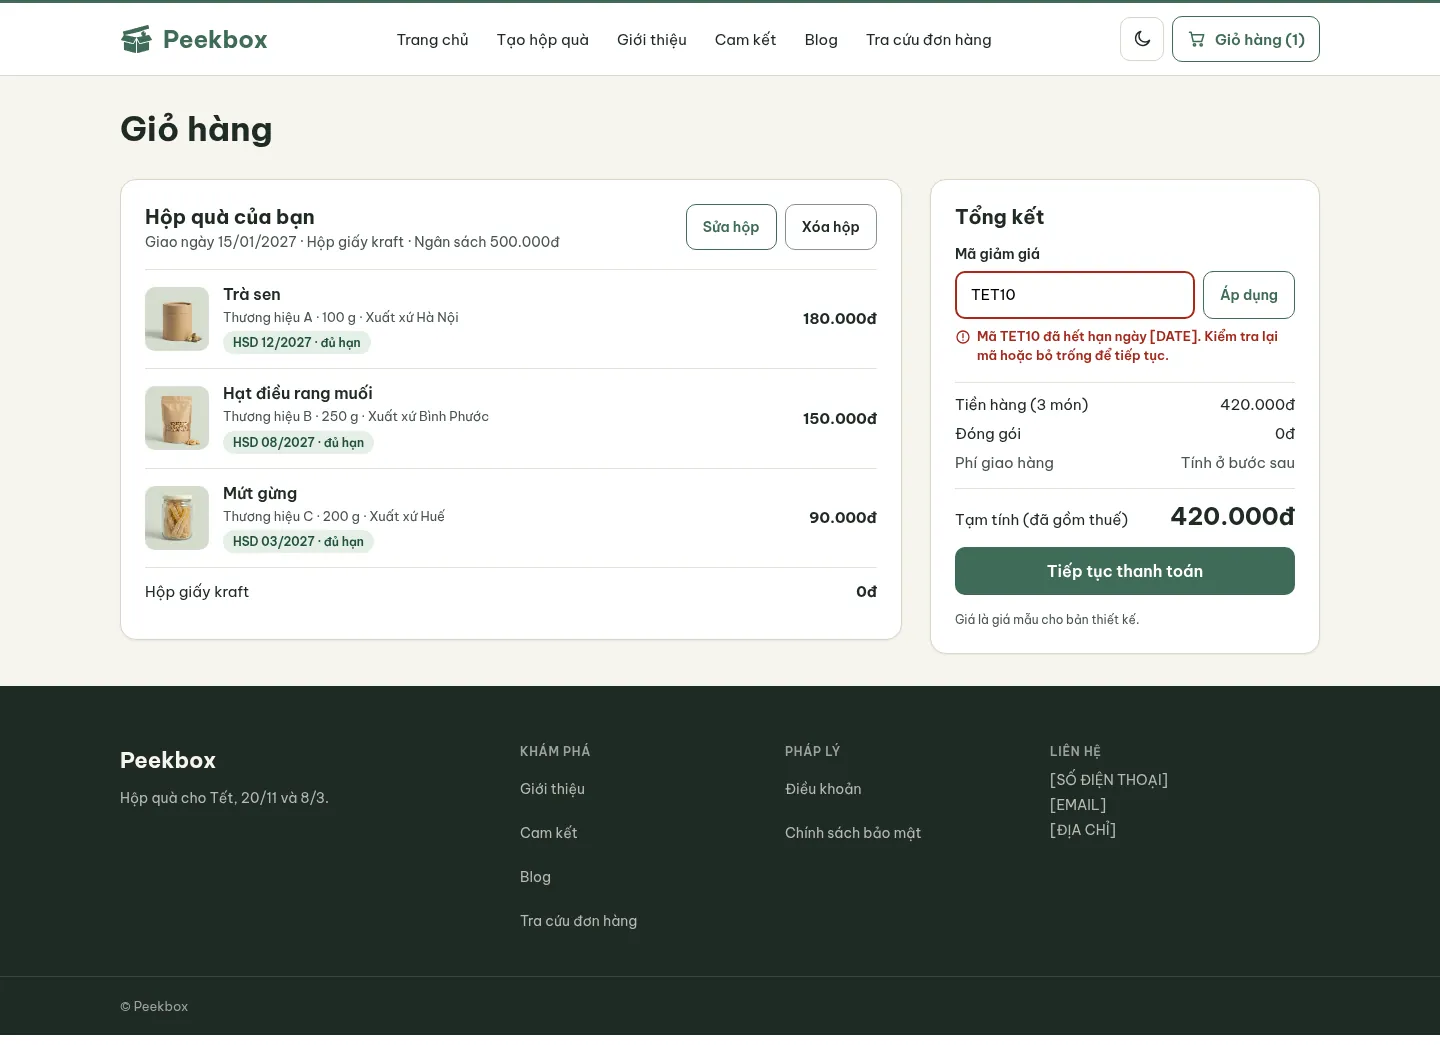 Peekbox
Trang chủ
Tạo hộp quà
Giới thiệu
Cam kết
Blog
Tra cứu đơn hàng
Giỏ hàng (1)
Giỏ hàng
Hộp quà của bạn
Giao ngày 15/01/2027 · Hộp giấy kraft · Ngân sách 500.000đ
Sửa hộp
Xóa hộp
Trà sen
Thương hiệu A · 100 g · Xuất xứ Hà Nội
HSD 12/2027 · đủ hạn
180.000đ
Hạt điều rang muối
Thương hiệu B · 250 g · Xuất xứ Bình Phước
HSD 08/2027 · đủ hạn
150.000đ
Mứt gừng
Thương hiệu C · 200 g · Xuất xứ Huế
HSD 03/2027 · đủ hạn
90.000đ
Hộp giấy kraft
0đ
Tổng kết
Mã giảm giá
TET10
Áp dụng
Mã TET10 đã hết hạn ngày [DATE]. Kiểm tra lại
mã hoặc bỏ trống để tiếp tục.
Tiền hàng (3 món) 420.000đ
Đóng gói 0đ
Phí giao hàng Tính ở bước sau
Tạm tính (đã gồm thuế) 420.000đ
Tiếp tục thanh toán
Giá là giá mẫu cho bản thiết kế.
Peekbox
Hộp quà cho Tết, 20/11 và 8/3.
KHÁM PHÁ
Giới thiệu
Cam kết
Blog
Tra cứu đơn hàng
PHÁP LÝ
Điều khoản
Chính sách bảo mật
LIÊN HỆ
[SỐ ĐIỆN THOẠI]
[EMAIL]
[ĐỊA CHỈ]
© Peekbox